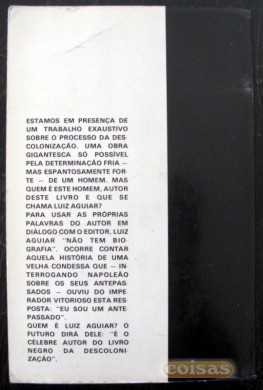 ESTAMOS EM PRESENÇA DE
UM TRABALHO EXAUSTIVO
SOBRE O PROCESSO DA DES-
COLONIZAÇÃO. UMA OBRA
GIGANTESCA SÓ POSSÍVEL
PELA DETERMINAÇÃO FRIA —
MAS ESPANTOSAMENTE FOR-
TE — DE UM HOMEM. MAS
QUEM É ESTE HOMEM, AUTOR
DESTE LIVRO E QUE SE
CHAMA LUIZ AGUIAR?
PARA USAR AS PRÓPRIAS
PALAVRAS DO AUTOR EM
DIÁLOGO COM O EDITOR, LUIZ
AGUIAR "NÃO TEM BIO-
GRAFIA". OCORRE CONTAR
AQUELA HISTÓRIA DE UMA
VELHA CONDESSA QUE — IN-
TERROGANDO NAPOLEÃO
SOBRE OS SEUS ANTEPAS-
SADOS — OUVIU DO IMPE-
RADOR VITORIOSO ESTA RES-
POSTA: "EU SOU UM ANTE-
PASSADO".
QUEM É LUIZ AGUIAR? O
FUTURO DIRÁ DELE: "É O
CÉLEBRE AUTOR DO LIVRO
NEGRO DA DESCOLONI-
ZAÇÃO".
coisas